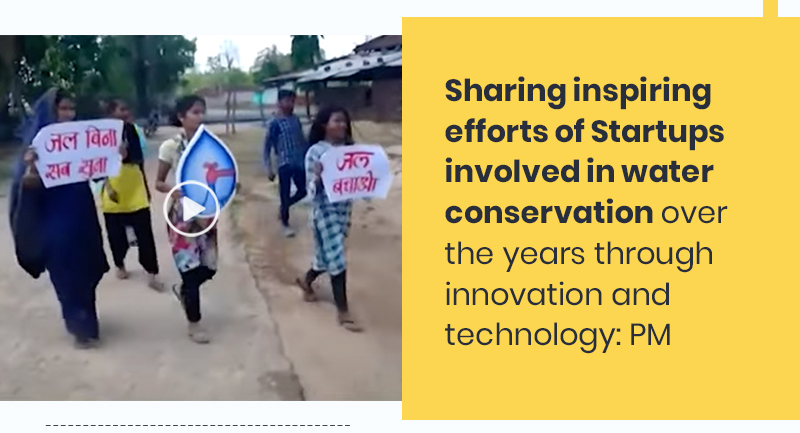 जल बिना
सब सूना
जल
बचाओ
Sharing inspiring
efforts of Startups
involved in water
conservation over
the years through
innovation and
technology: PM